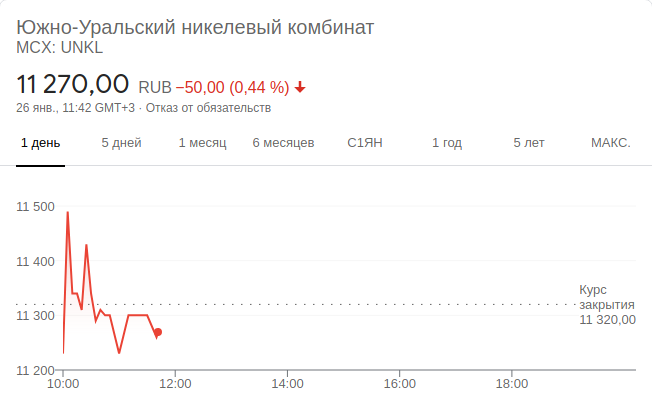 Южно-Уральский никелевый комбинат
MCX: UNKL
11 270,00 RUB −50,00 (0,44 %)
26 янв., 11:42 GMT+3 · Отказ от обязательств
1 день 5 дней 1 месяц 6 месяцев С1ЯН 1 год 5 лет МАКС.
11 500
11 400
Курс
закрытия
11 300
11 320,00
11 200
10:00 12:00 14:00 16:00 18:00